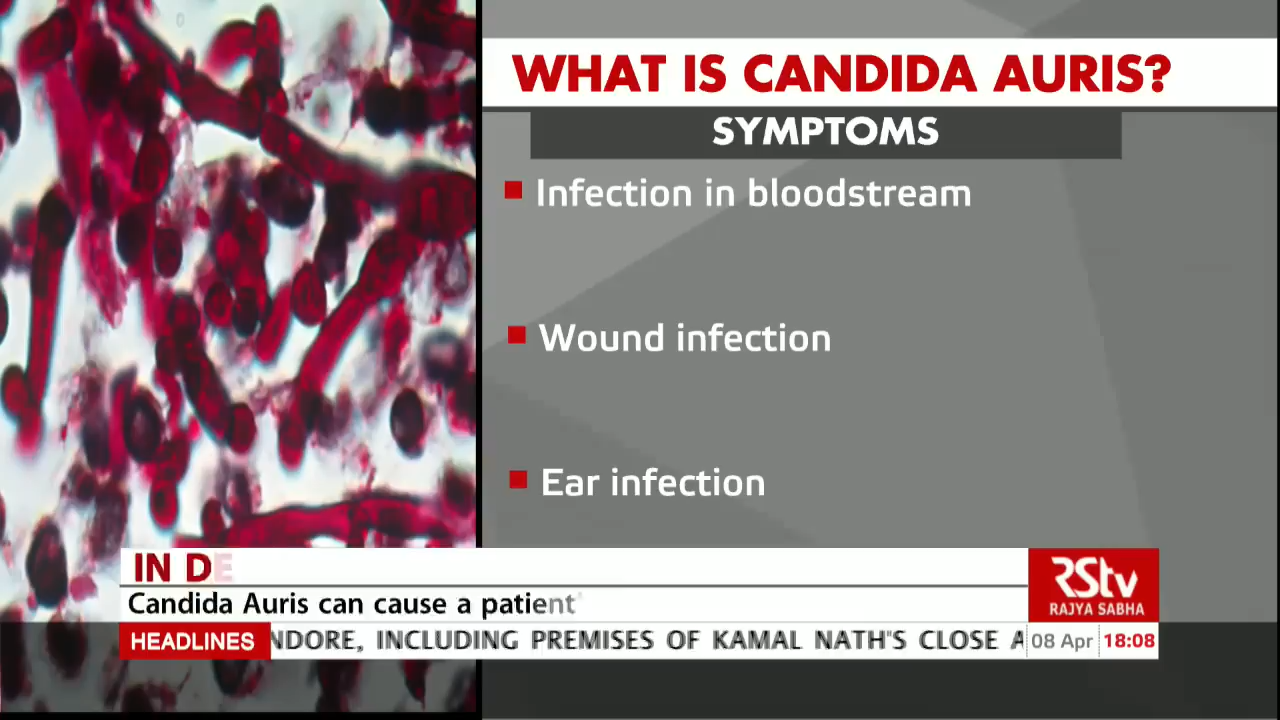 WHAT IS CANDIDA AURIS?
SYMPTOMS
Infection in bloodstream
Wound infection
Ear infection
IN DE
Candida Auris can cause a patient'
RStv
RAJYA SABHA
HEADLINES
NDORE, INCLUDING PREMISES OF KAMAL NATH'S CLOSE A
08 Apr
18:08